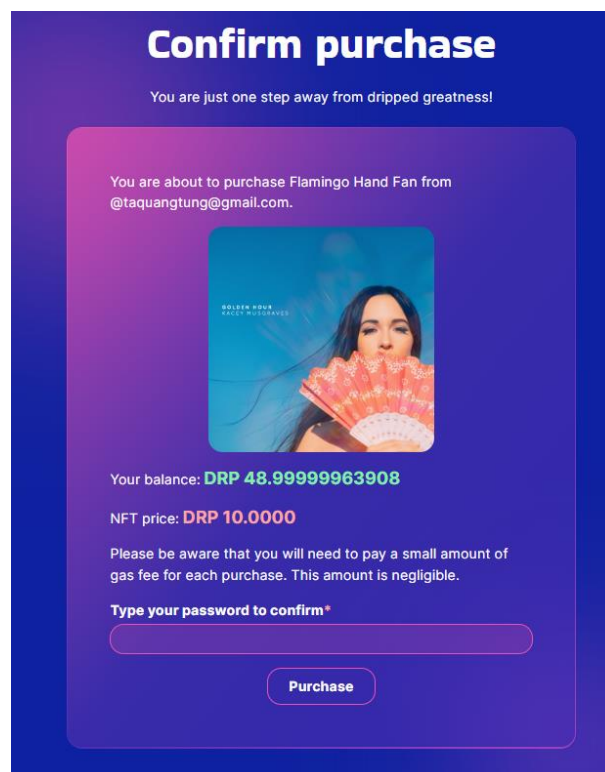 Confirm purchase
You are just one step away from dripped greatness!
You are about to purchase Flamingo Hand Fan from
@taquangtung@gmail.com.
GOLDEN HOUR
KACEY MUSGRAVES
Your balance: DRP 48.99999963908
NFT price: DRP 10.0000
Please be aware that you will need to pay a small amount of
gas fee for each purchase. This amount is negligible.
Type your password to confirm*
Purchase